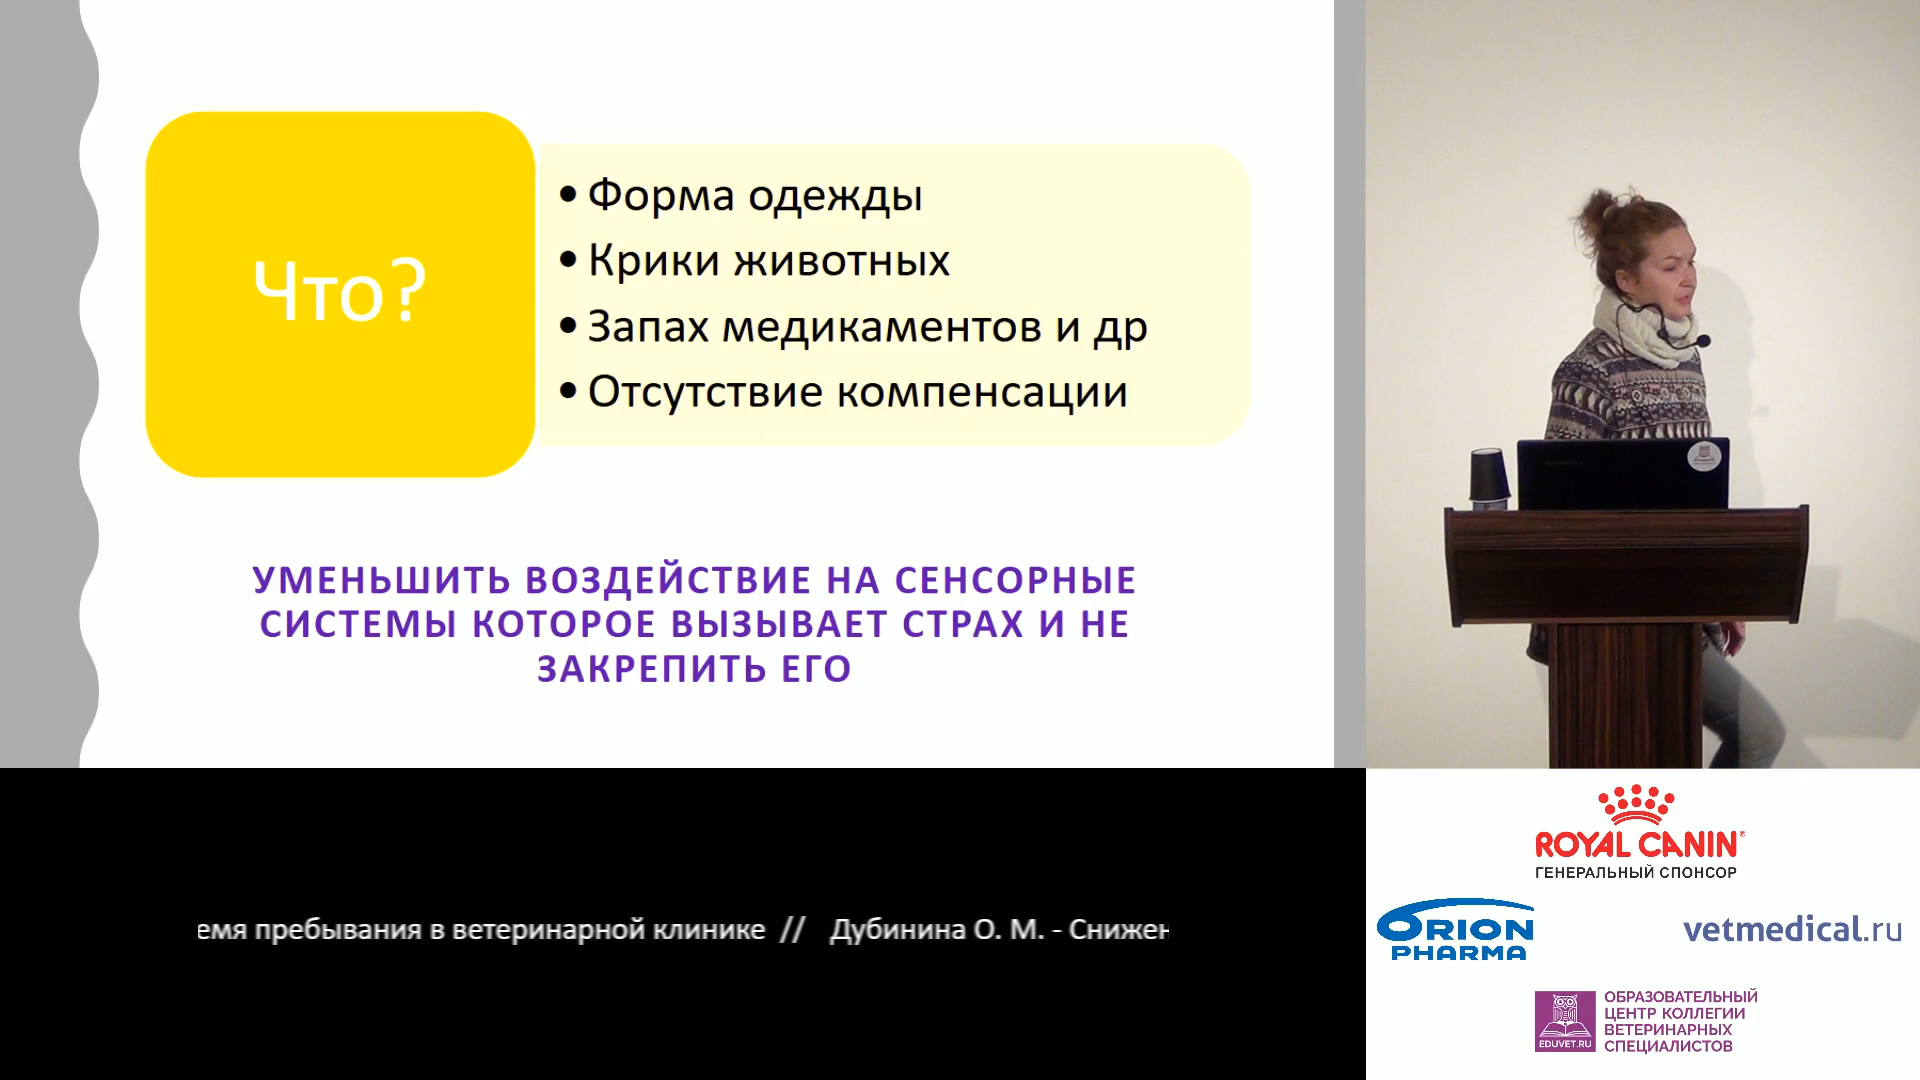 Что?
• Форма одежды
• Крики животных
• Запах медикаментов и др
• Отсутствие компенсации
УМЕНЬШИТЬ ВОЗДЕЙСТВИЕ НА СЕНСОРНЫЕ
СИСТЕМЫ КОТОРОЕ ВЫЗЫВАЕТ СТРАХ И НЕ
ЗАКРЕПИТЬ ЕГО
емя пребывания в ветеринарной клинике // Дубинина О. М. - Снижен
ROYAL CANIN
ГЕНЕРАЛЬНЫЙ СПОНСОР
ORION
PHARMA
vetmedical.ru
EDUVET.RU
ОБРАЗОВАТЕЛЬНЫЙ
ЦЕНТР КОЛЛЕГИИ
ВЕТЕРИНАРНЫХ
СПЕЦИАЛИСТОВ